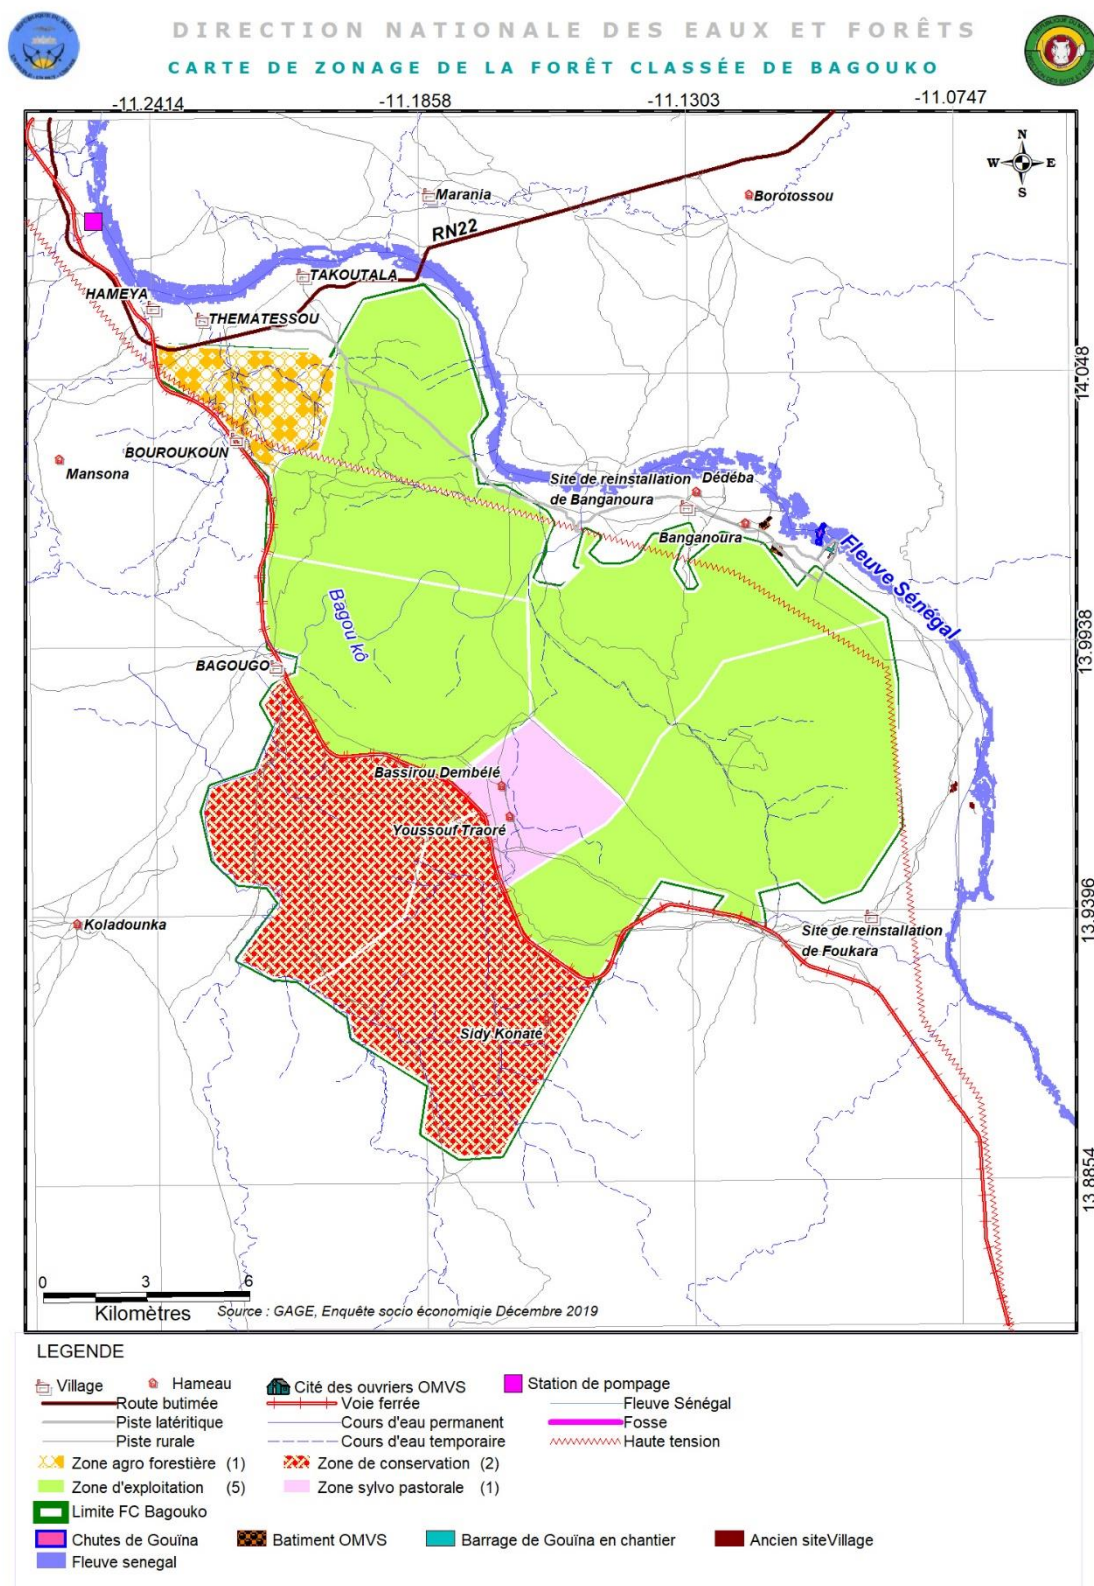 DIRECTION NATIONALE DES EAUX ET FORÊTS
CARTE DE ZONAGE DE LA FORÊT CLASSÉE DE BAGOUKO
-11.2414
-11.1858
-11.1303
-11.0747
N
W E
S
Marania
Borotossou
RN22
TAKOUTALA
HAMEYA
THEMATESSOU
14.048
BOUROUKOUN
Mansona
Site de reinstallation
de Banganoura
Dédéba
Banganoura
Fleuve Sénégal
Bagou kô
13.9938
BAGOUGO
Bassirou Dembélé
Youssouf Traoré
13.9396
Koladounka
Site de reinstallation
de Foukara
Sidy Konaté
13.8854
0 3 6
Kilomètres
Source : GAGE, Enquête socio économiqie Décembre 2019
LEGENDE
Village
Hameau
Cité des ouvriers OMVS
Station de pompage
Route butimée
Voie ferrée
Fleuve Sénégal
Piste latéritique
Cours d'eau permanent
Fosse
Piste rurale
Cours d'eau temporaire
Haute tension
Zone agro forestière (1)
Zone de conservation (2)
Zone d'exploitation (5)
Zone sylvo pastorale (1)
Limite FC Bagouko
Chutes de Gouïna
Batiment OMVS
Barrage de Gouïna en chantier
Ancien siteVillage
Fleuve senegal